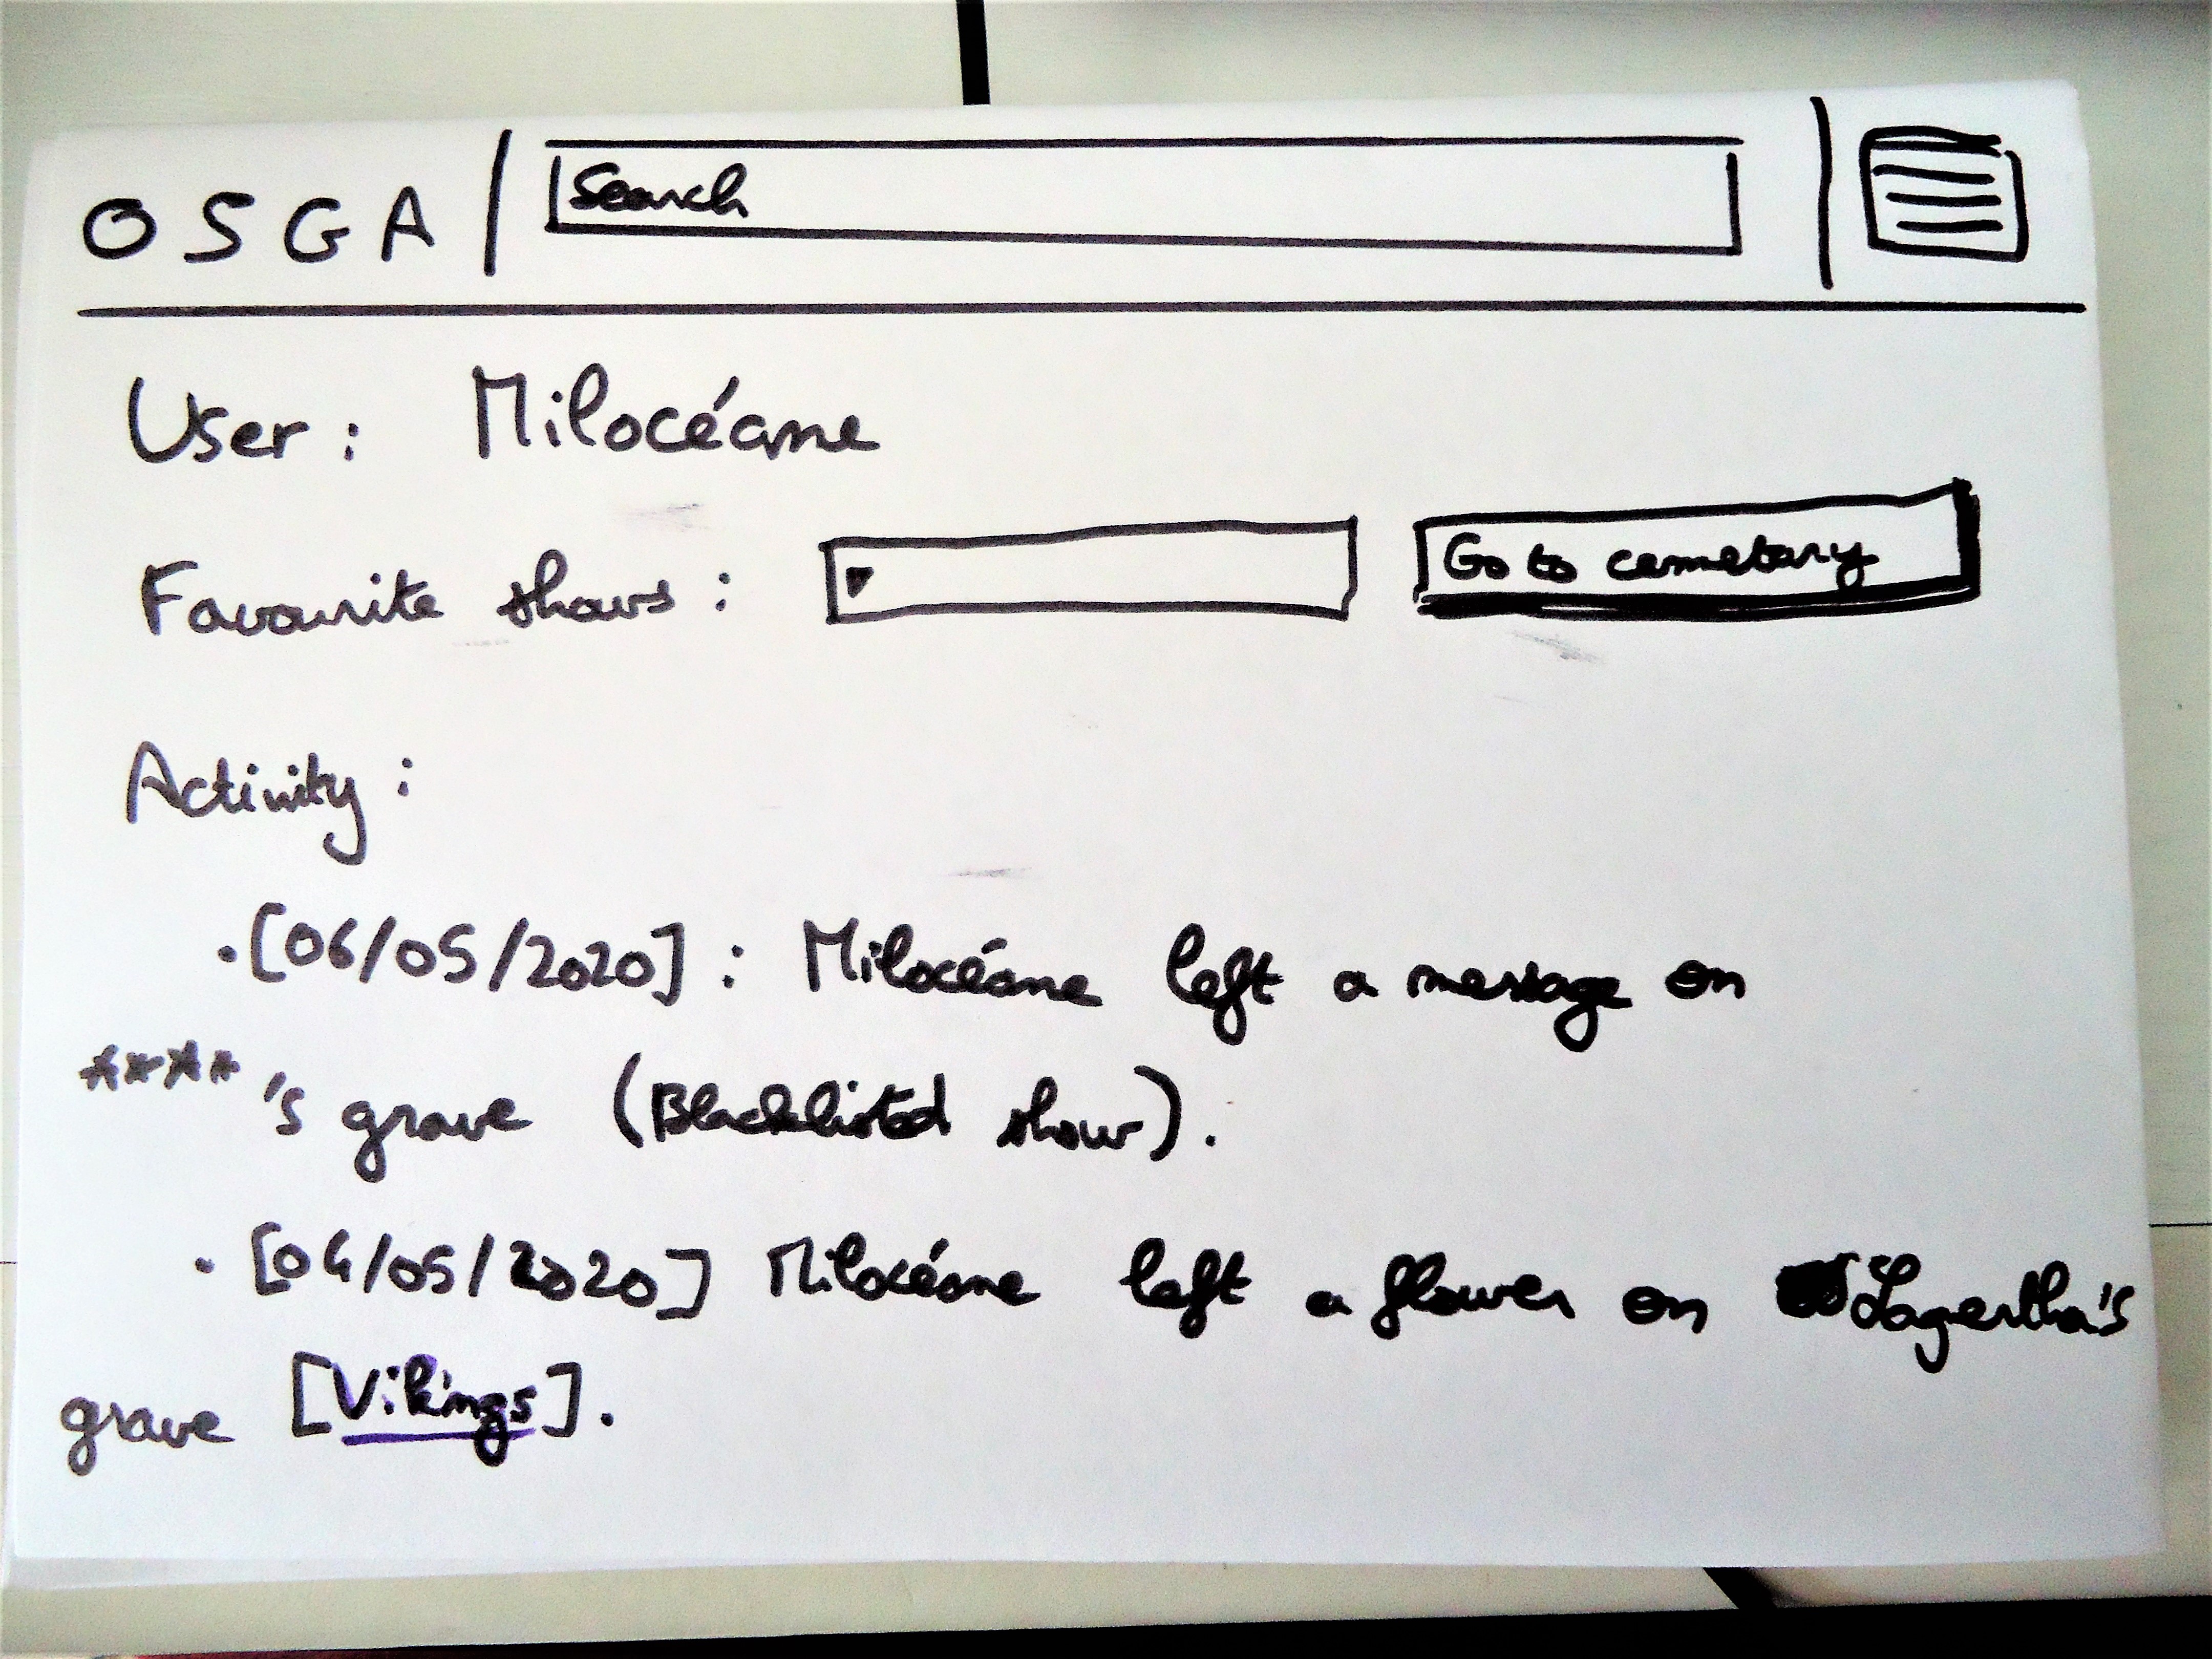 OSGA
Search
User : Milocéane
Favourite shows :
Go to cemetary
Activity :
. [06/05/2020] : Milocéane left a message on
****'s grave (Blacklisted show).
. [04/05/2020] Milocéane left a flower on Lagertha's
grave [Vikings].